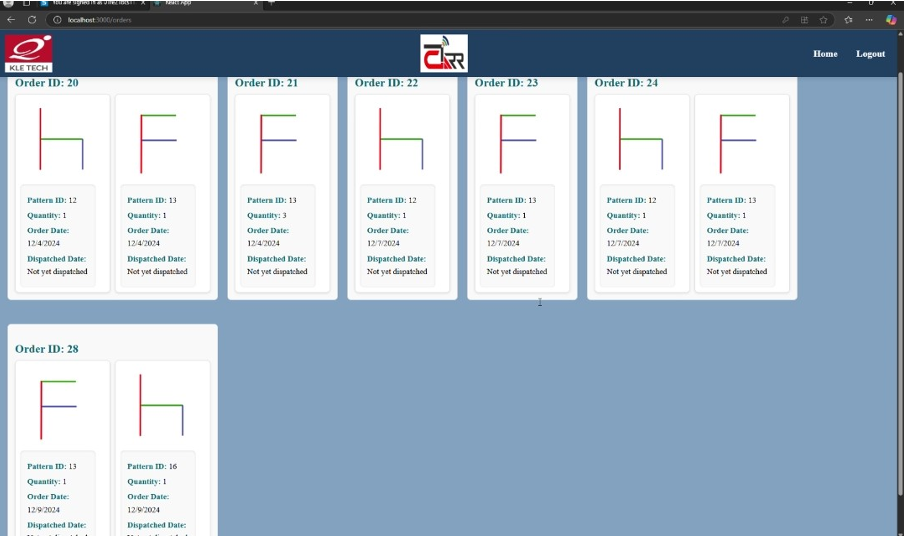 You are signed in as
React App
localhost:3000/orders
KLE TECH
Home
Logout
Order ID: 20
Pattern ID: 12
Quantity: 1
Order Date:
12/4/2024
Dispatched Date:
Not yet dispatched
Pattern ID: 13
Quantity: 1
Order Date:
12/4/2024
Dispatched Date:
Not yet dispatched
Order ID: 21
Pattern ID: 13
Quantity: 3
Order Date:
12/4/2024
Dispatched Date:
Not yet dispatched
Order ID: 22
Pattern ID: 12
Quantity: 1
Order Date:
12/7/2024
Dispatched Date:
Not yet dispatched
Order ID: 23
Pattern ID: 13
Quantity: 1
Order Date:
12/7/2024
Dispatched Date:
Not yet dispatched
Order ID: 24
Pattern ID: 12
Quantity: 1
Order Date:
12/7/2024
Dispatched Date:
Not yet dispatched
Pattern ID: 13
Quantity: 1
Order Date:
12/7/2024
Dispatched Date:
Not yet dispatched
Order ID: 28
Pattern ID: 13
Quantity: 1
Order Date:
12/9/2024
Dispatched Date:
Pattern ID: 16
Quantity: 1
Order Date:
12/9/2024
Dispatched Date: